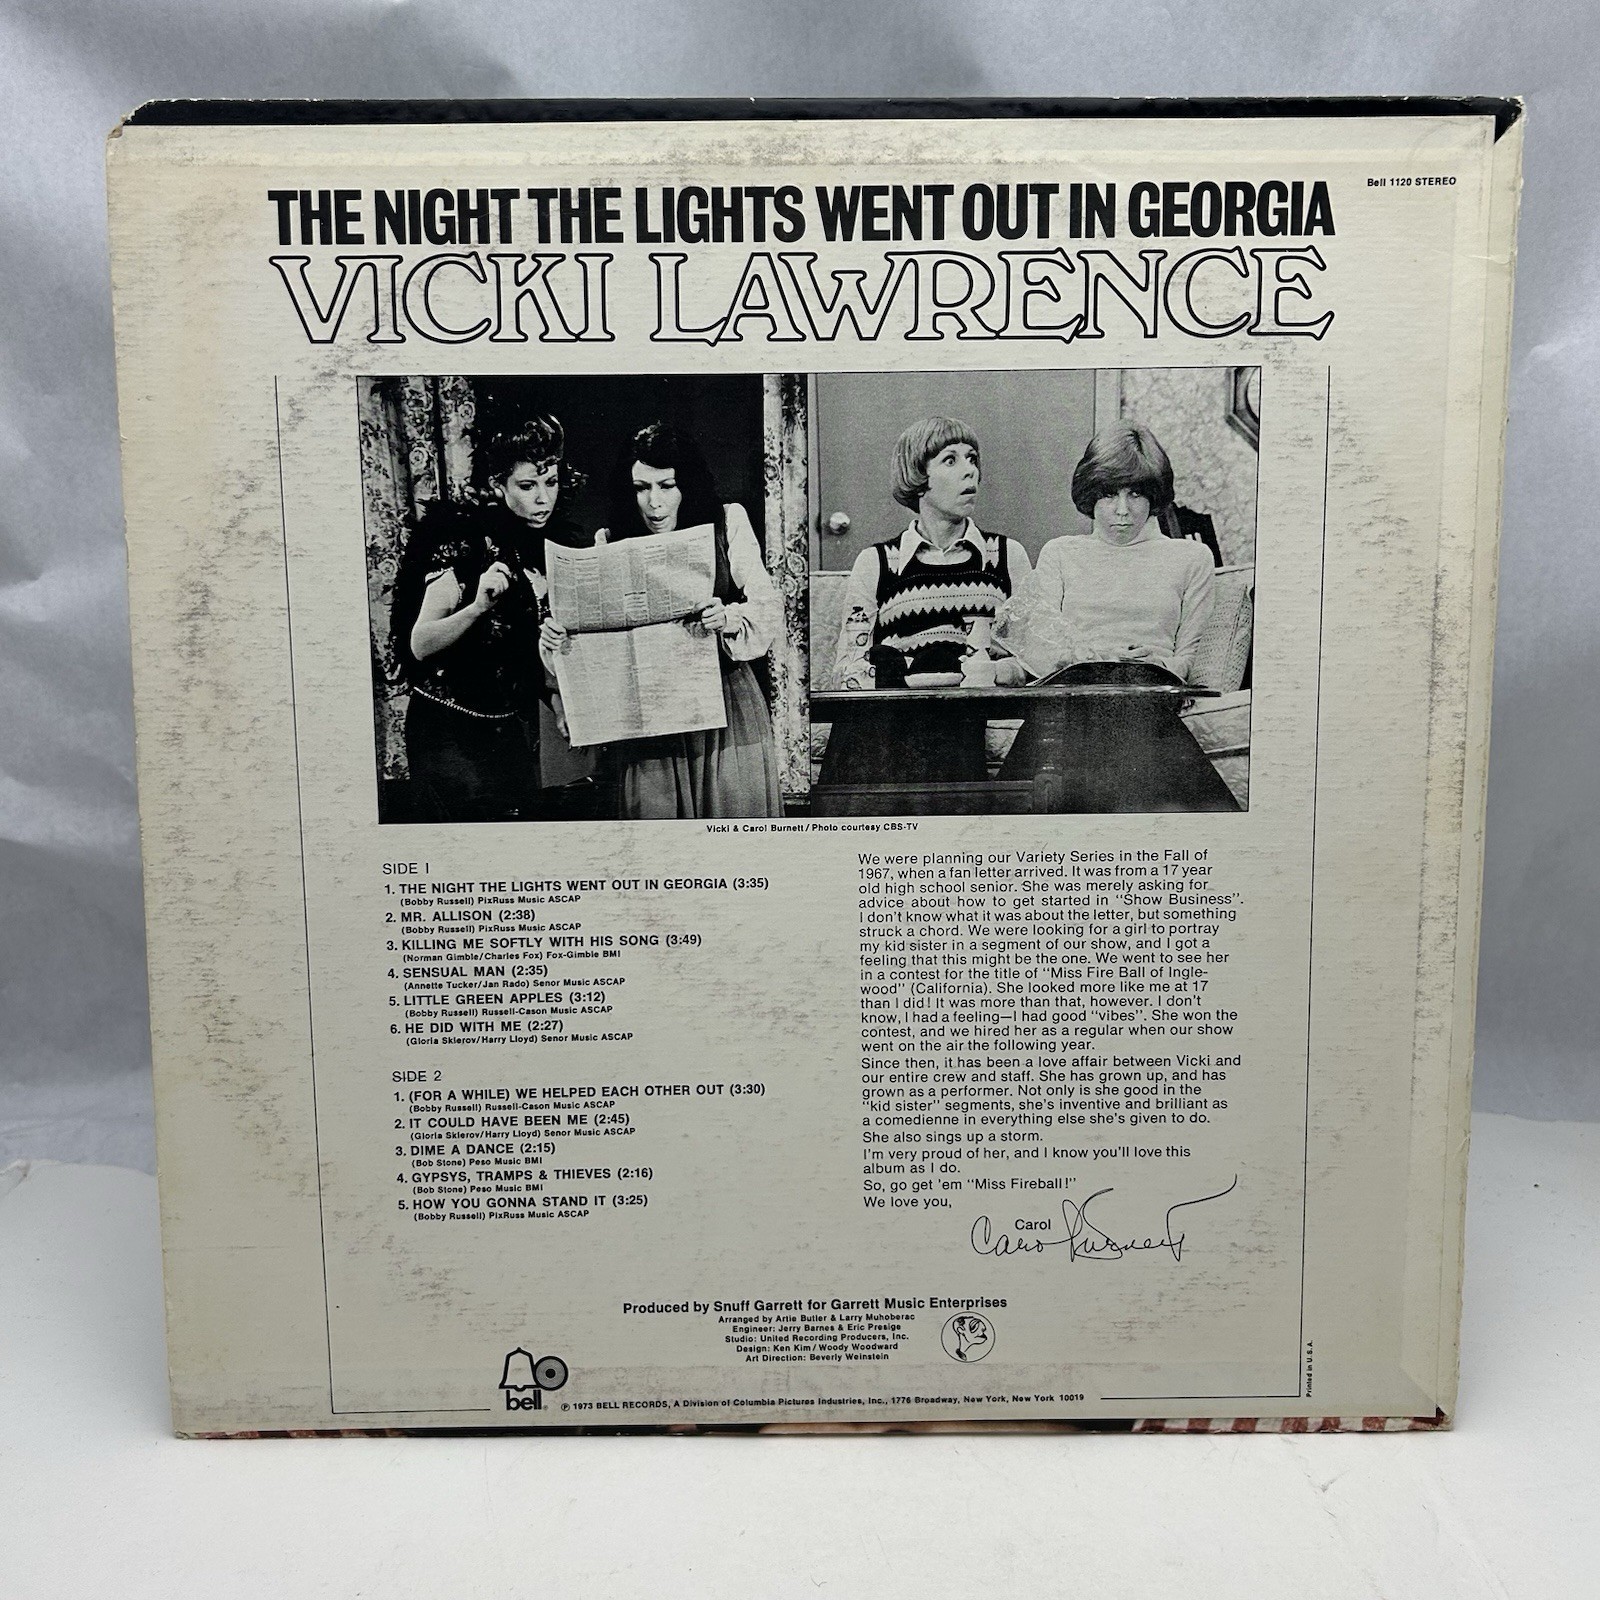 Bell 1120 STEREO
THE NIGHT THE LIGHTS WENT OUT IN GEORGIA
VICKI LAWRENCE
Vicki & Carol Burnett / Photo courtesy CBS-TV
SIDE 1
1. THE NIGHT THE LIGHTS WENT OUT IN GEORGIA (3:35)
(Bobby Russell) PixRuss Music ASCAP
2. MR. ALLISON (2:38)
(Bobby Russell) PixRuss Music ASCAP
3. KILLING ME SOFTLY WITH HIS SONG (3:49)
(Norman Gimble/Charles Fox) Fox-Gimble BMI
4. SENSUAL MAN (2:35)
(Annette Tucker/Jan Rado) Senor Music ASCAP
5. LITTLE GREEN APPLES (3:12)
(Bobby Russell) Russell-Cason Music ASCAP
6. HE DID WITH ME (2:27)
(Gloria Sklerov/Harry Lloyd) Senor Music ASCAP
SIDE 2
1. (FOR A WHILE) WE HELPED EACH OTHER OUT (3:30)
(Bobby Russell) Russell-Cason Music ASCAP
2. IT COULD HAVE BEEN ME (2:45)
(Gloria Sklerov/Harry Lloyd) Senor Music ASCAP
3. DIME A DANCE (2:15)
(Bob Stone) Peso Music BMI
4. GYPSYS, TRAMPS & THIEVES (2:16)
(Bob Stone) Peso Music BMI
5. HOW YOU GONNA STAND IT (3:25)
(Bobby Russell) PixRuss Music ASCAP
We were planning our Variety Series in the Fall of
1967, when a fan letter arrived. It was from a 17 year
old high school senior. She was merely asking for
advice about how to get started in "Show Business".
I don't know what it was about the letter, but something
struck a chord. We were looking for a girl to portray
my kid sister in a segment of our show, and I got a
feeling that this might be the one. We went to see her
in a contest for the title of "Miss Fire Ball of Ingle-
wood" (California). She looked more like me at 17
than I did! It was more than that, however. I don't
know, I had a feeling—I had good "vibes". She won the
contest, and we hired her as a regular when our show
went on the air the following year.
Since then, it has been a love affair between Vicki and
our entire crew and staff. She has grown up, and has
grown as a performer. Not only is she good in the
"kid sister" segments, she's inventive and brilliant as
a comedienne in everything else she's given to do.
She also sings up a storm.
I'm very proud of her, and I know you'll love this
album as I do.
So, go get 'em "Miss Fireball!"
We love you,
Carol
Carol Burnett
Produced by Snuff Garrett for Garrett Music Enterprises
Arranged by Artie Butler & Larry Muhoberac
Engineer: Jerry Barnes & Eric Presige
Studio: United Recording Producers, Inc.
Design: Ken Kim / Woody Woodward
Art Direction: Beverly Weinstein
bell
℗ 1973 BELL RECORDS, A Division of Columbia Pictures Industries, Inc., 1776 Broadway, New York, New York 10019
Printed in U.S.A.